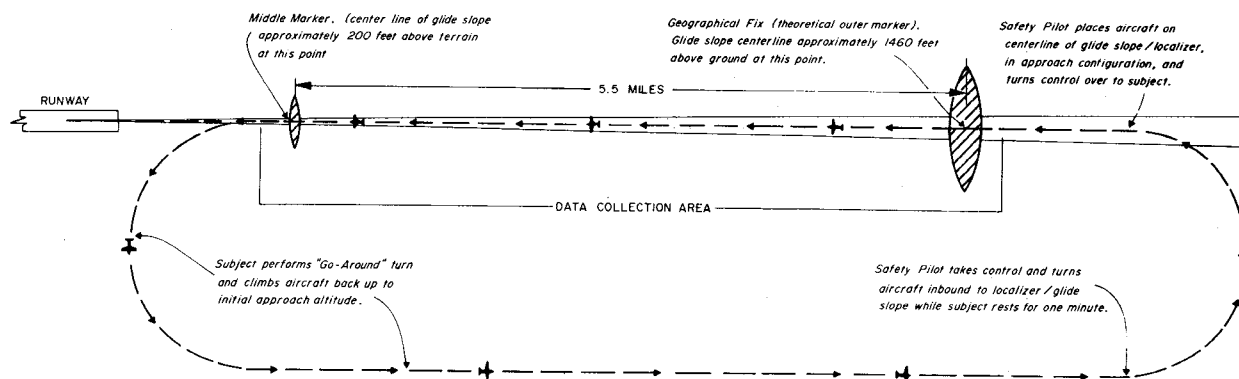 Middle Marker. (center line of glide slope
approximately 200 feet above terrain
at this point)
Geographical Fix (theoretical outer marker).
Glide slope centerline approximately 1460 feet
above ground at this point.
Safety Pilot places aircraft on
centerline of glide slope/localizer,
in approach configuration, and
turns control over to subject.
5.5 MILES
RUNWAY
DATA COLLECTION AREA
Subject performs "Go-Around" turn
and climbs aircraft back up to
initial approach altitude.
Safety Pilot takes control and turns
aircraft inbound to localizer/glide
slope while subject rests for one minute.